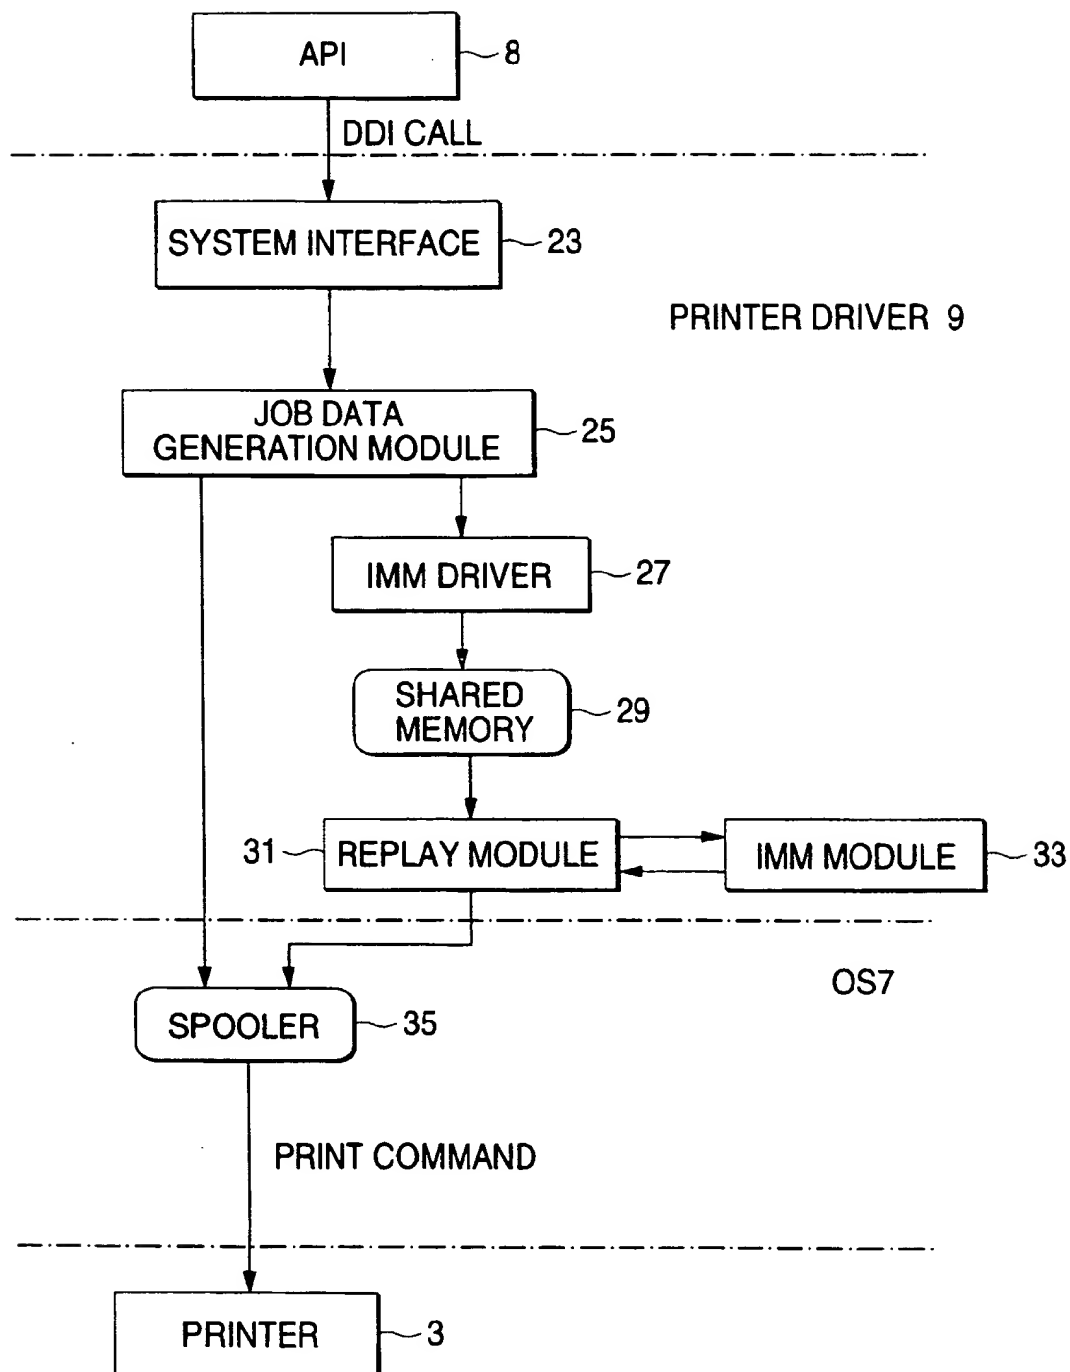 API
8
DDI CALL
SYSTEM INTERFACE
23
PRINTER DRIVER 9
JOB DATA
GENERATION MODULE
25
IMM DRIVER
27
SHARED
MEMORY
29
31
REPLAY MODULE
IMM MODULE
33
OS7
SPOOLER
35
PRINT COMMAND
PRINTER
3